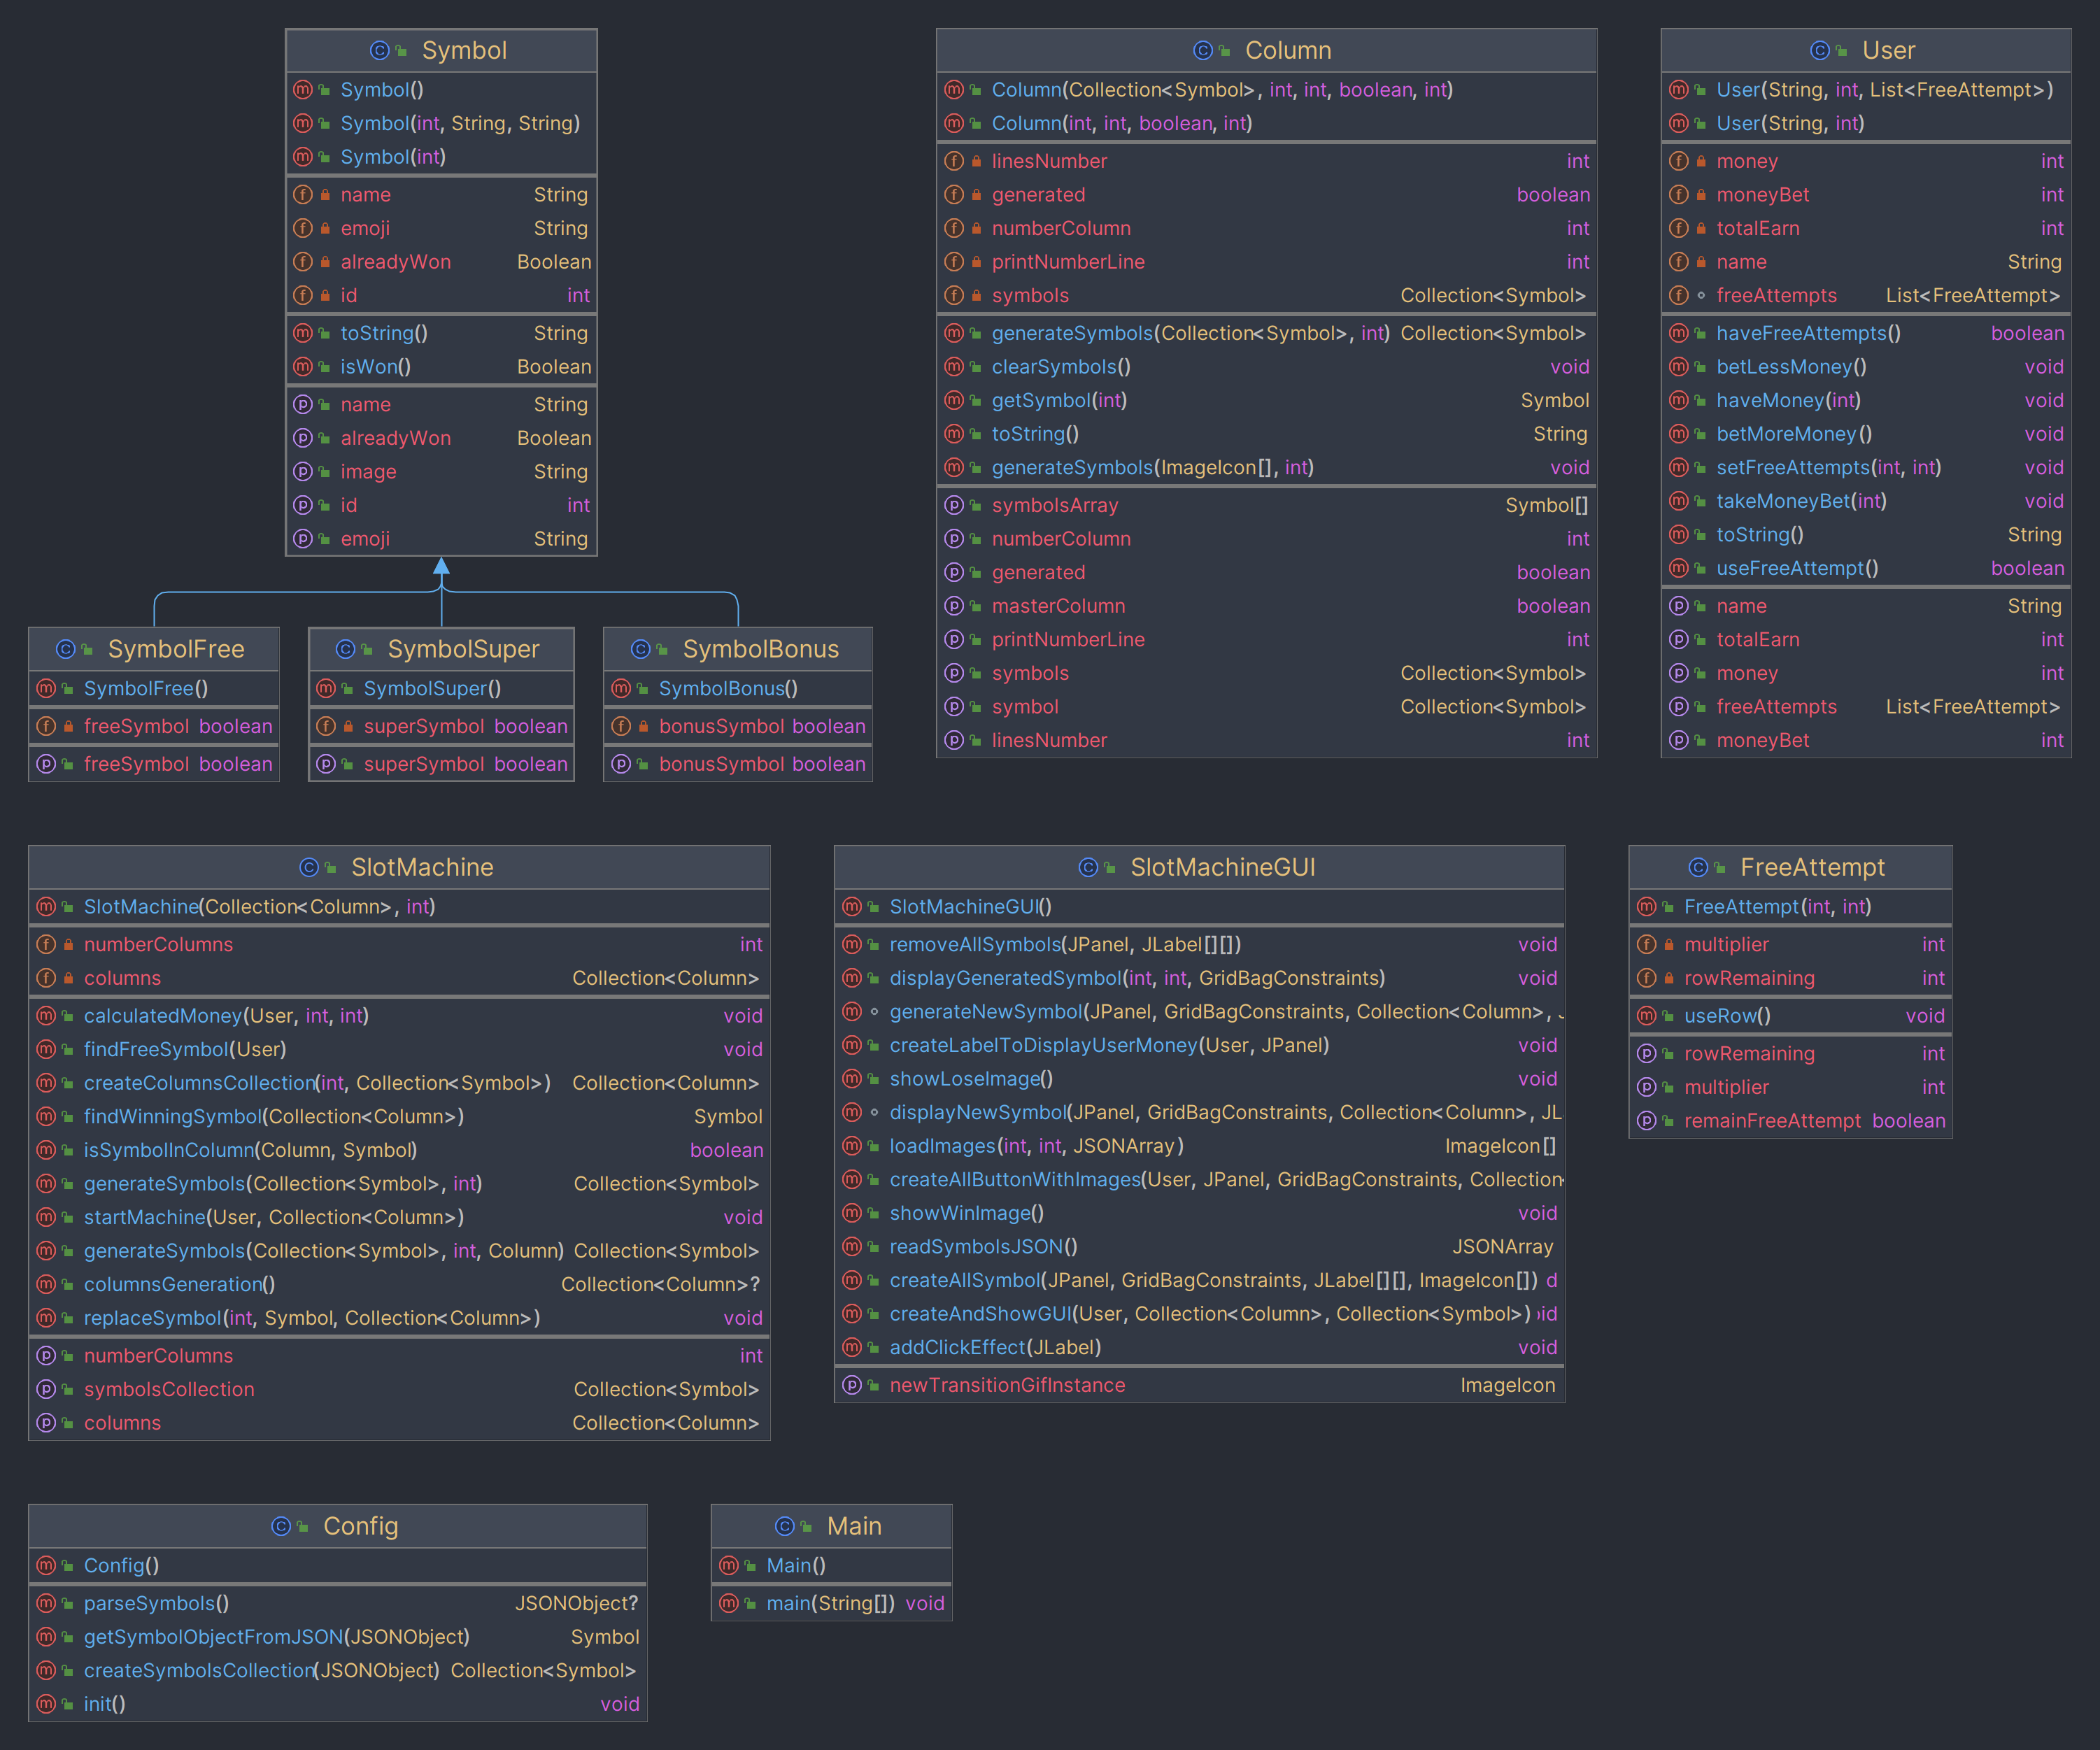 Symbol
Symbol()
Symbol(int, String, String)
Symbol(int)
name String
emoji String
alreadyWon Boolean
id int
toString() String
isWon() Boolean
name String
alreadyWon Boolean
image String
id int
emoji String
SymbolFree
SymbolFree()
freeSymbol boolean
freeSymbol boolean
SymbolSuper
SymbolSuper()
superSymbol boolean
superSymbol boolean
SymbolBonus
SymbolBonus()
bonusSymbol boolean
bonusSymbol boolean
Column
Column(Collection<Symbol>, int, int, boolean, int)
Column(int, int, boolean, int)
linesNumber int
generated boolean
numberColumn int
printNumberLine int
symbols Collection<Symbol>
generateSymbols(Collection<Symbol>, int) Collection<Symbol>
clearSymbols() void
getSymbol(int) Symbol
toString() String
generateSymbols(ImageIcon[], int) void
symbolsArray Symbol[]
numberColumn int
generated boolean
masterColumn boolean
printNumberLine int
symbols Collection<Symbol>
symbol Collection<Symbol>
linesNumber int
User
User(String, int, List<FreeAttempt>)
User(String, int)
money int
moneyBet int
totalEarn int
name String
freeAttempts List<FreeAttempt>
haveFreeAttempts() boolean
betLessMoney() void
haveMoney(int) void
betMoreMoney() void
setFreeAttempts(int, int) void
takeMoneyBet(int) void
toString() String
useFreeAttempt() boolean
name String
totalEarn int
money int
freeAttempts List<FreeAttempt>
moneyBet int
SlotMachine
SlotMachine(Collection<Column>, int)
numberColumns int
columns Collection<Column>
calculatedMoney(User, int, int) void
findFreeSymbol(User) void
createColumnsCollection(int, Collection<Symbol>) Collection<Column>
findWinningSymbol(Collection<Column>) Symbol
isSymbolInColumn(Column, Symbol) boolean
generateSymbols(Collection<Symbol>, int) Collection<Symbol>
startMachine(User, Collection<Column>) void
generateSymbols(Collection<Symbol>, int, Column) Collection<Symbol>
columnsGeneration() Collection<Column>?
replaceSymbol(int, Symbol, Collection<Column>) void
numberColumns int
symbolsCollection Collection<Symbol>
columns Collection<Column>
SlotMachineGUI
SlotMachineGUI()
removeAllSymbols(JPanel, JLabel[][]) void
displayGeneratedSymbol(int, int, GridBagConstraints) void
generateNewSymbol(JPanel, GridBagConstraints, Collection<Column>,
createLabelToDisplayUserMoney(User, JPanel) void
showLoseImage() void
displayNewSymbol(JPanel, GridBagConstraints, Collection<Column>, JL
loadImages(int, int, JSONArray) ImageIcon[]
createAllButtonWithImages(User, JPanel, GridBagConstraints, Collection
showWinImage() void
readSymbolsJSON() JSONArray
createAllSymbol(JPanel, GridBagConstraints, JLabel[][], ImageIcon[]) d
createAndShowGUI(User, Collection<Column>, Collection<Symbol>) id
addClickEffect(JLabel) void
newTransitionGifInstance ImageIcon
FreeAttempt
FreeAttempt(int, int)
multiplier int
rowRemaining int
useRow() void
rowRemaining int
multiplier int
remainFreeAttempt boolean
Config
Config()
parseSymbols() JSONObject?
getSymbolObjectFromJSON(JSONObject) Symbol
createSymbolsCollection(JSONObject) Collection<Symbol>
init() void
Main
Main()
main(String[]) void